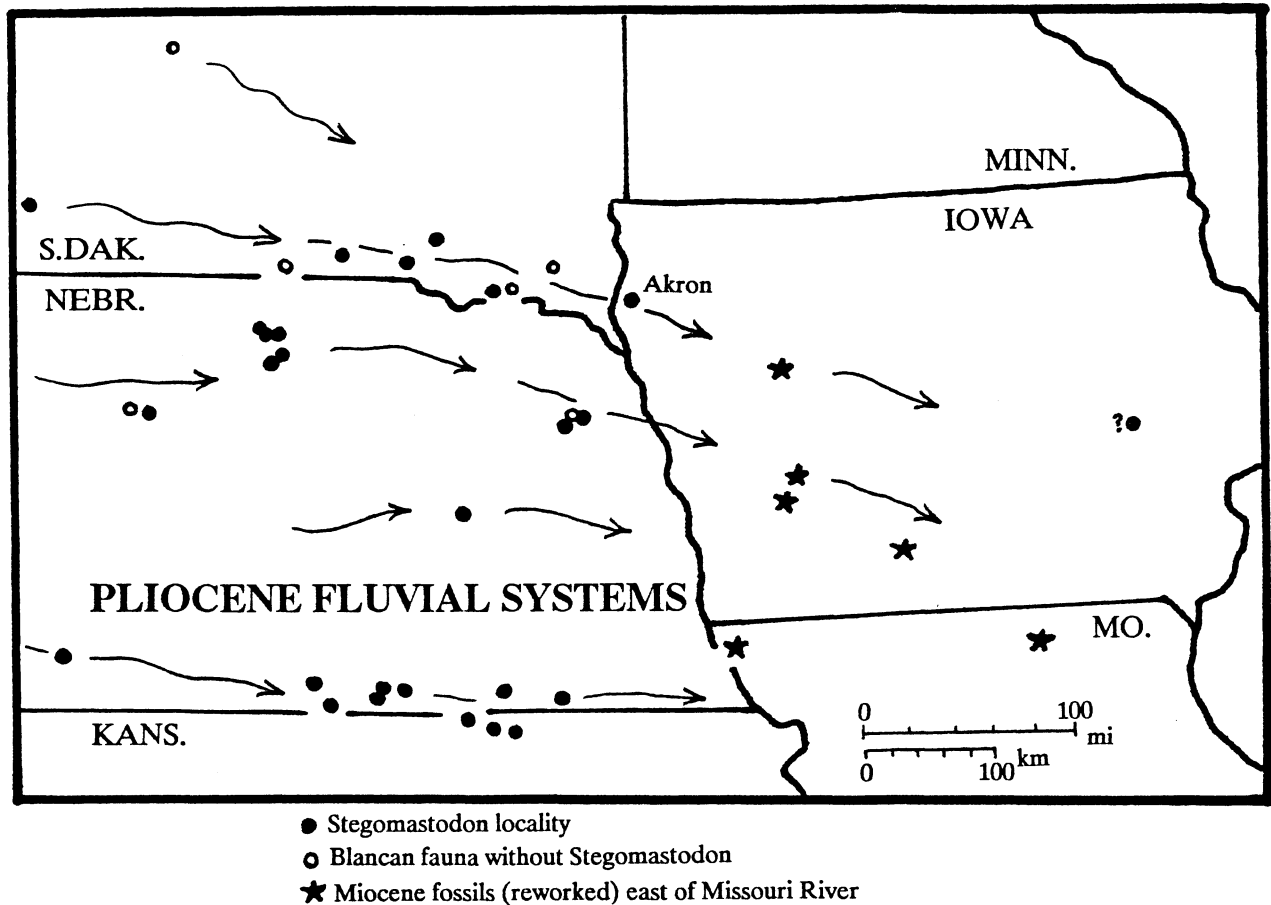 MINN.
IOWA
S.DAK.
NEBR.
Akron
?
PLIOCENE FLUVIAL SYSTEMS
MO.
KANS.
0 100
mi
km
0 100
Stegomastodon locality
Blancan fauna without Stegomastodon
Miocene fossils (reworked) east of Missouri River